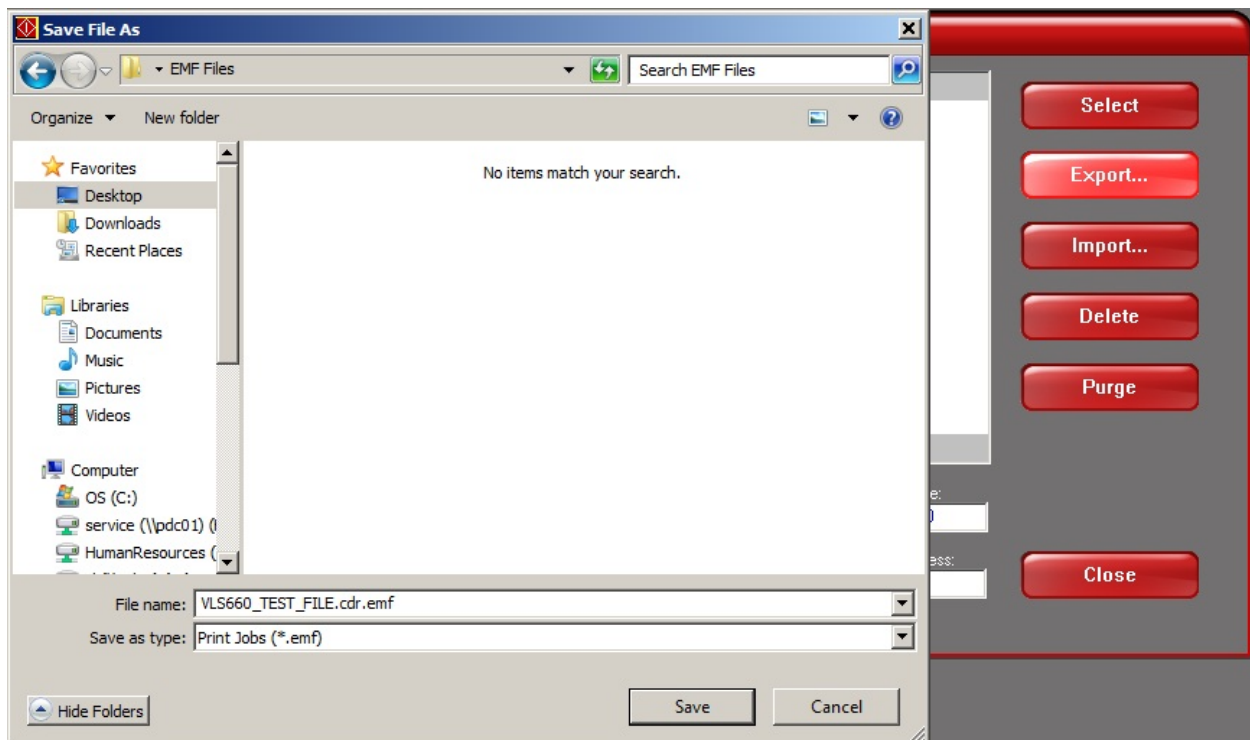 Save File As
EMF Files
Search EMF Files
Organize
New folder
Favorites
Desktop
Downloads
Recent Places
Libraries
Documents
Music
Pictures
Videos
Computer
OS (C:)
service (\\pdc01) (
HumanResources (
No items match your search.
File name: VLS660_TEST_FILE.cdr.emf
Save as type: Print Jobs (*.emf)
Hide Folders
Save
Cancel
Select
Export...
Import...
Delete
Purge
e:
ess:
Close